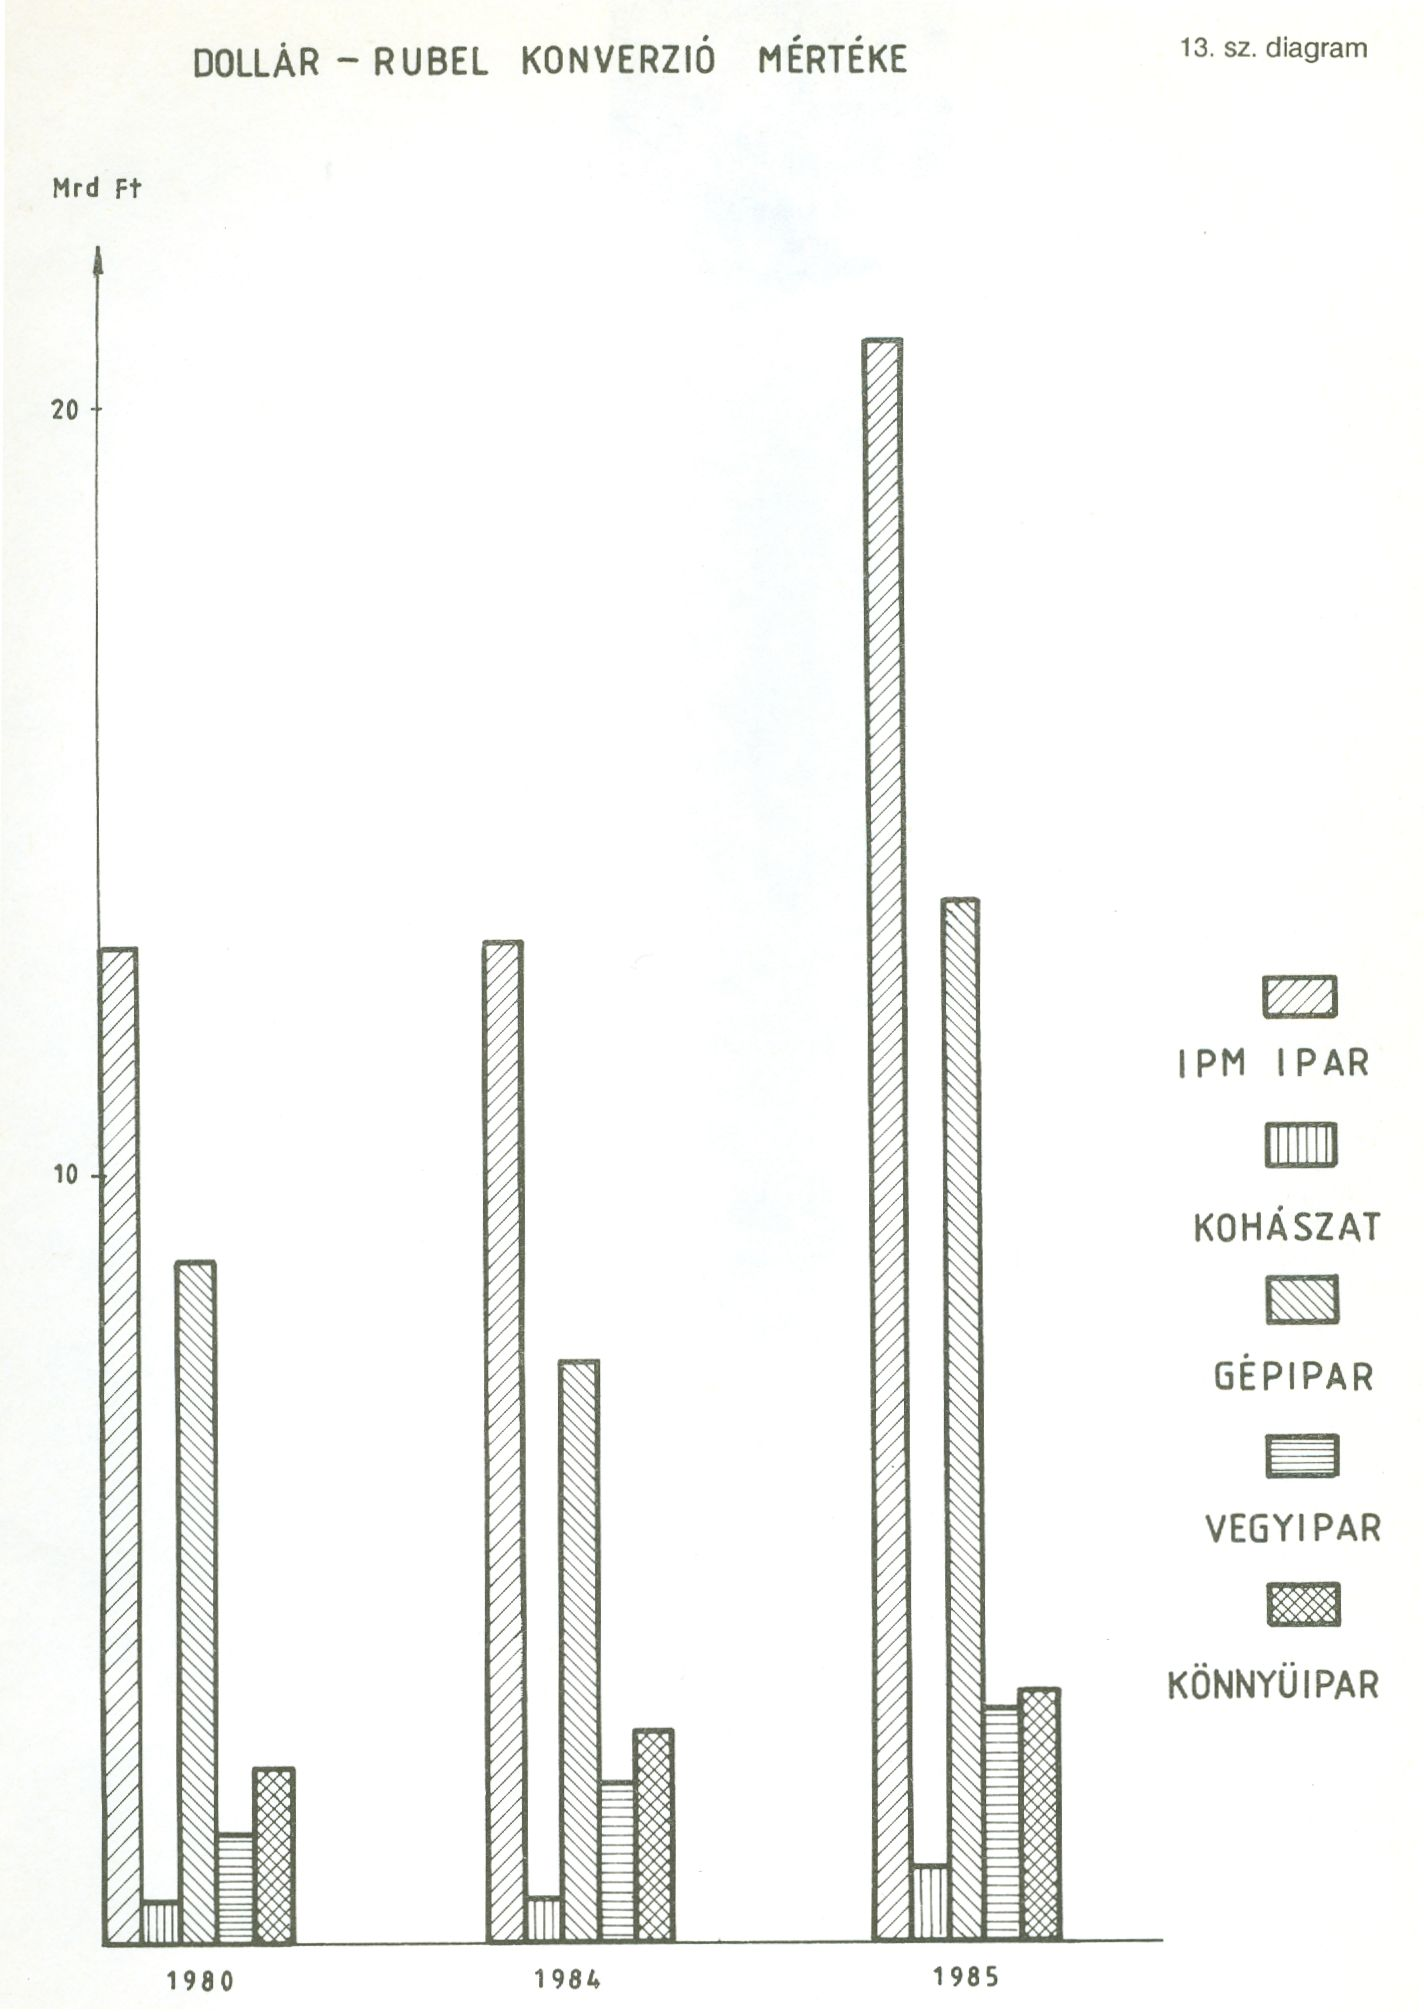 DOLLÁR – RUBEL KONVERZIÓ MÉRTÉKE
13. sz. diagram
Mrd Ft
20
10
IPM IPAR
KOHÁSZAT
GÉPIPAR
VEGYIPAR
KÖNNYÜIPAR
1980
1984
1985